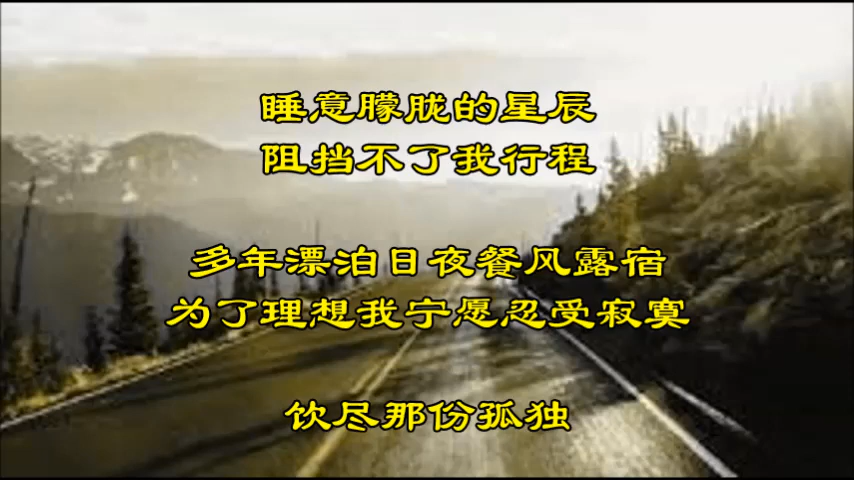 睡意朦胧的星辰
阻挡不了我行程
多年漂泊日夜餐风露宿
为了理想我宁愿忍受寂寞
饮尽那份孤独